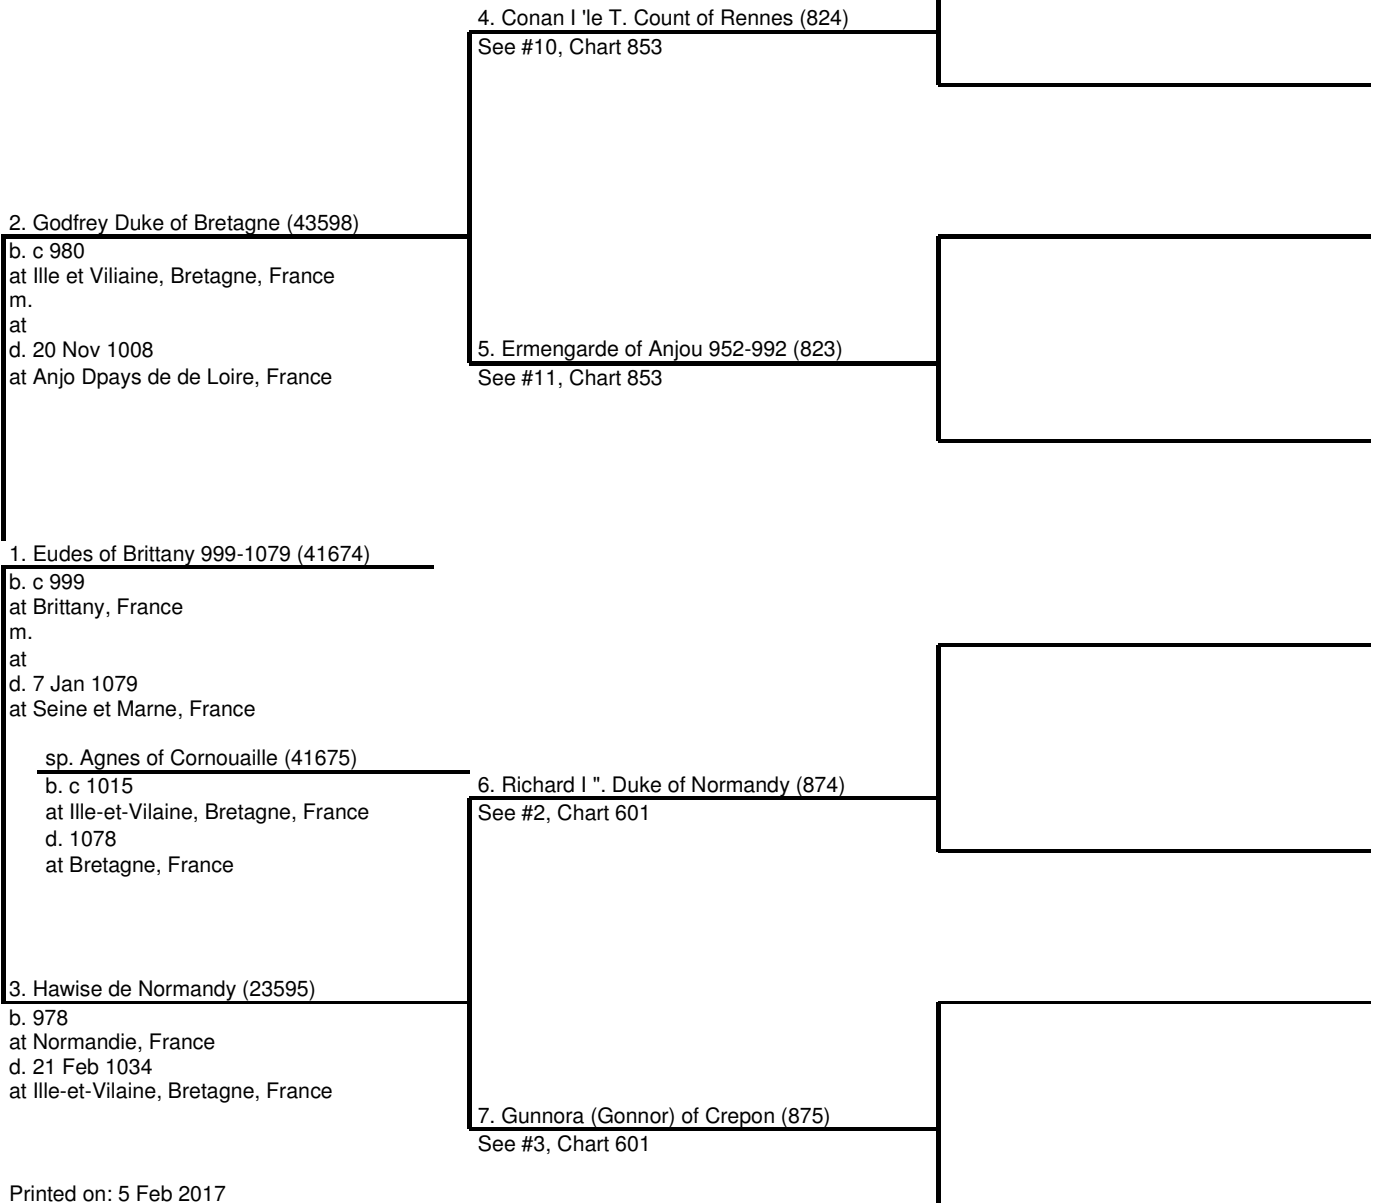 4. Conan I 'le T. Count of Rennes (824)
See #10, Chart 853
2. Godfrey Duke of Bretagne (43598)
b. c 980
at Ille et Viliaine, Bretagne, France
m.
at
d. 20 Nov 1008
at Anjo Dpays de de Loire, France
5. Ermengarde of Anjou 952-992 (823)
See #11, Chart 853
1. Eudes of Brittany 999-1079 (41674)
b. c 999
at Brittany, France
m.
at
d. 7 Jan 1079
at Seine et Marne, France
sp. Agnes of Cornouaille (41675)
b. c 1015
at Ille-et-Vilaine, Bretagne, France
d. 1078
at Bretagne, France
6. Richard I ". Duke of Normandy (874)
See #2, Chart 601
3. Hawise de Normandy (23595)
b. 978
at Normandie, France
d. 21 Feb 1034
at Ille-et-Vilaine, Bretagne, France
7. Gunnora (Gonnor) of Crepon (875)
See #3, Chart 601
Printed on: 5 Feb 2017